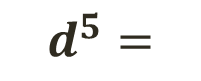 d⁵ =